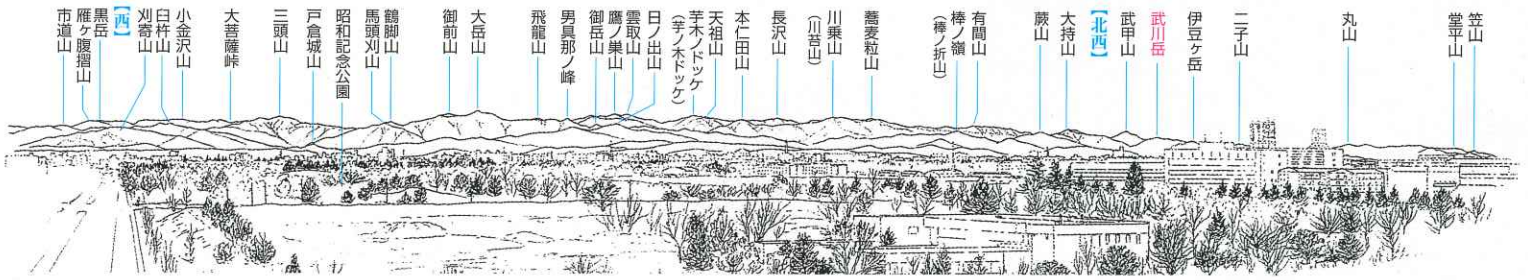 市道山
雁ヶ腹摺山
黒岳
【西】
刈寄山
臼杵山
小金沢山
大菩薩峠
三頭山
戸倉城山
昭和記念公園
馬頭刈山
鶴脚山
御前山
大岳山
飛龍山
男具那ノ峰
御岳山
鷹ノ巣山
雲取山
日ノ出山
芋木ノドッケ
(芋ノ木ドッケ)
天祖山
本仁田山
長沢山
川乗山
(川苔山)
蕎麦粒山
棒ノ嶺
(棒ノ折山)
有間山
蕨山
大持山
【北西】
武甲山
武川岳
伊豆ヶ岳
二子山
丸山
堂平山
笠山